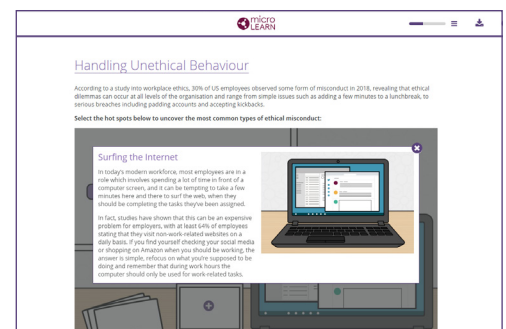 micro
LEARN
Handling Unethical Behaviour
According to a study into workplace ethics, 30% of US employees observed some form of misconduct in 2018, revealing that ethical
dilemmas can occur at all levels of the organisation and range from simple issues such as adding a few minutes to a lunchbreak, to
serious breaches including padding accounts and accepting kickbacks.
Select the hot spots below to uncover the most common types of ethical misconduct:
Surfing the Internet
In today's modern workforce, most employees are in a
role which involves spending a lot of time in front of a
computer screen, and it can be tempting to take a few
minutes here and there to surf the web, when they
should be completing the tasks they've been assigned.
In fact, studies have shown that this can be an expensive
problem for employers, with at least 64% of employees
stating that they visit non-work-related websites on a
daily basis. If you find yourself checking your social media
or shopping on Amazon when you should be working, the
answer is simple, refocus on what you're supposed to be
doing and remember that during work hours the
computer should only be used for work-related tasks.